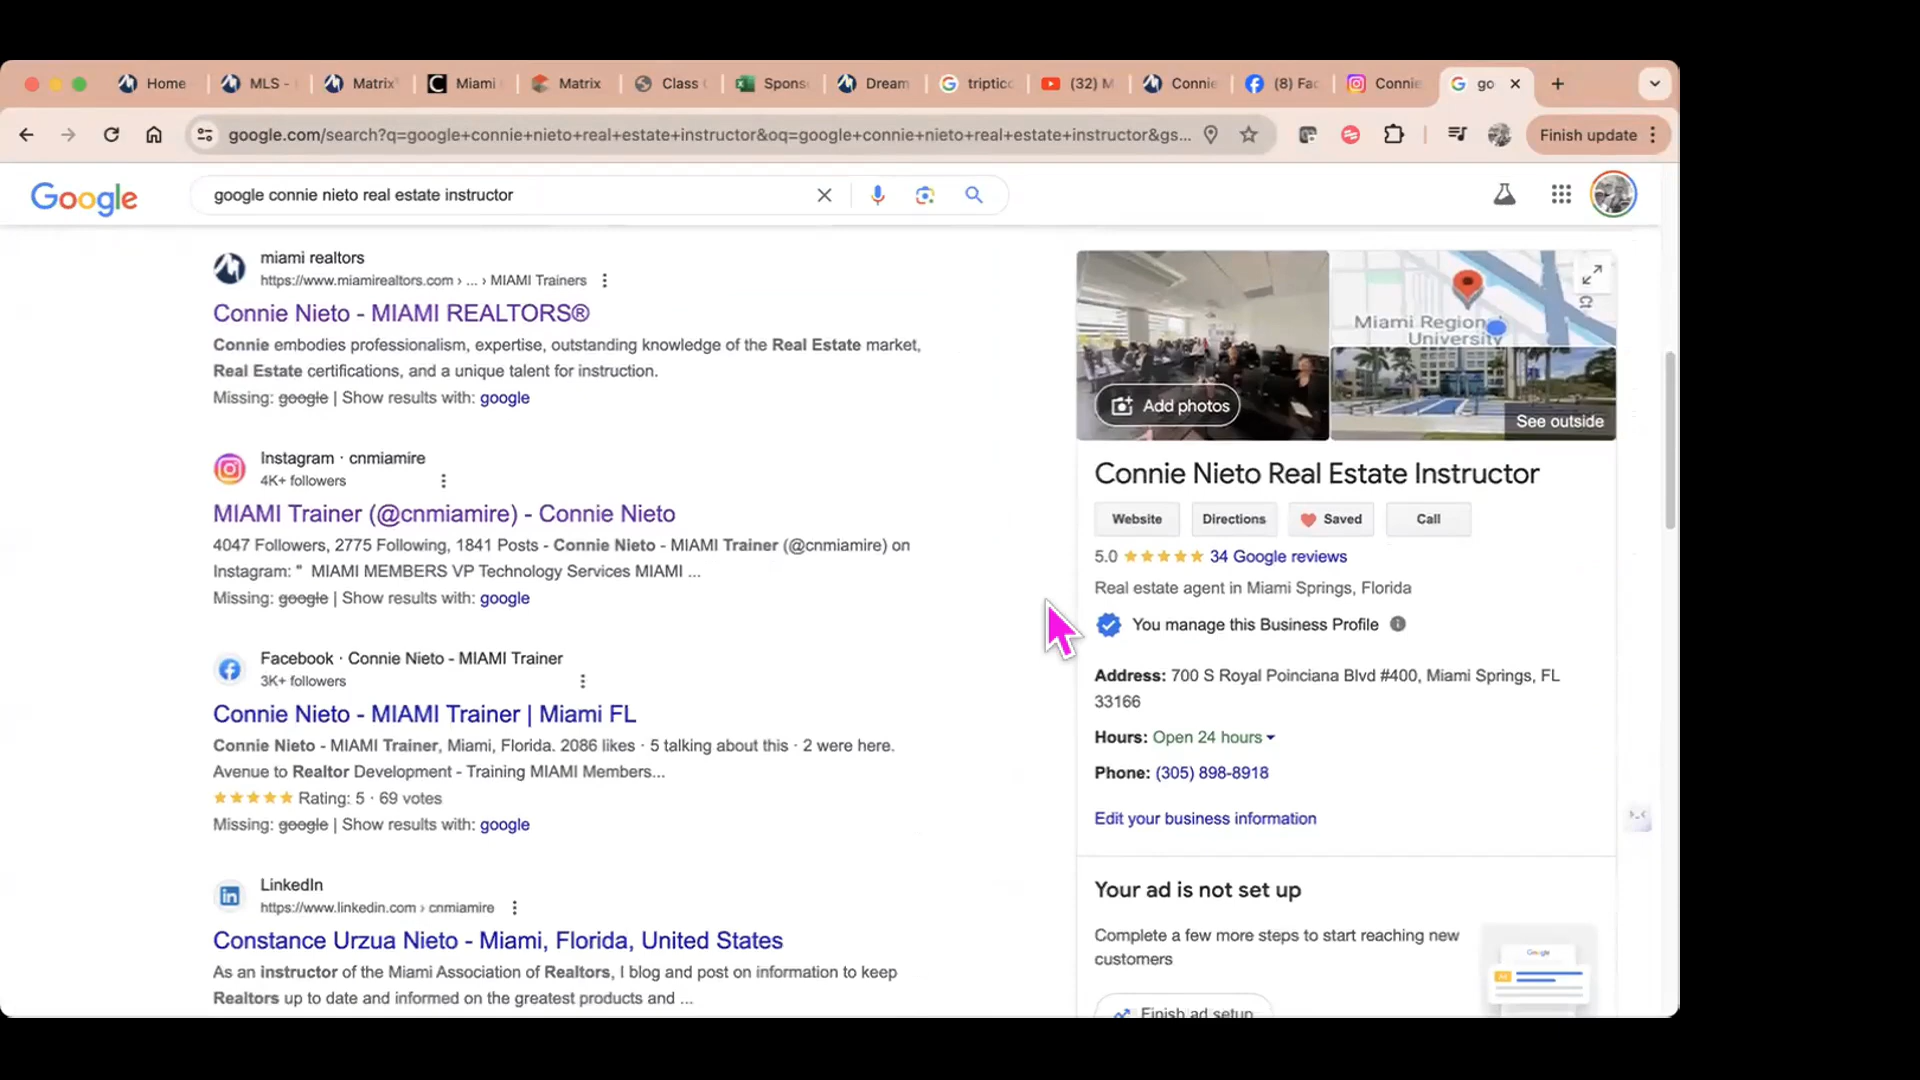 Home
MLS -
Matrix
Miami
Matrix
Class
Spons
Dream
triptic
(32) M
Connie
(8) Fac
Connie
go
google.com/search?q=google+connie+nieto+real+estate+instructor&oq=google+connie+nieto+real+estate+instructor&gs...
Finish update
Google
google connie nieto real estate instructor
miami realtors
https://www.miamirealtors.com › ... › MIAMI Trainers
Connie Nieto - MIAMI REALTORS®
Connie embodies professionalism, expertise, outstanding knowledge of the Real Estate market,
Real Estate certifications, and a unique talent for instruction.
Missing: google | Show results with: google
Instagram · cnmiamire
4K+ followers
MIAMI Trainer (@cnmiamire) - Connie Nieto
4047 Followers, 2775 Following, 1841 Posts - Connie Nieto - MIAMI Trainer (@cnmiamire) on
Instagram: " MIAMI MEMBERS VP Technology Services MIAMI ...
Missing: google | Show results with: google
Facebook · Connie Nieto - MIAMI Trainer
3K+ followers
Connie Nieto - MIAMI Trainer | Miami FL
Connie Nieto - MIAMI Trainer, Miami, Florida. 2086 likes · 5 talking about this · 2 were here.
Avenue to Realtor Development - Training MIAMI Members...
Rating: 5 · 69 votes
Missing: google | Show results with: google
LinkedIn
https://www.linkedin.com › cnmiamire
Constance Urzua Nieto - Miami, Florida, United States
As an instructor of the Miami Association of Realtors, I blog and post on information to keep
Realtors up to date and informed on the greatest products and ...
Add photos
Miami Regional
University
See outside
Connie Nieto Real Estate Instructor
Website
Directions
Saved
Call
5.0 34 Google reviews
Real estate agent in Miami Springs, Florida
You manage this Business Profile
Address: 700 S Royal Poinciana Blvd #400, Miami Springs, FL
33166
Hours: Open 24 hours
Phone: (305) 898-8918
Edit your business information
Your ad is not set up
Complete a few more steps to start reaching new
customers
Google
Ad
Finish ad setup